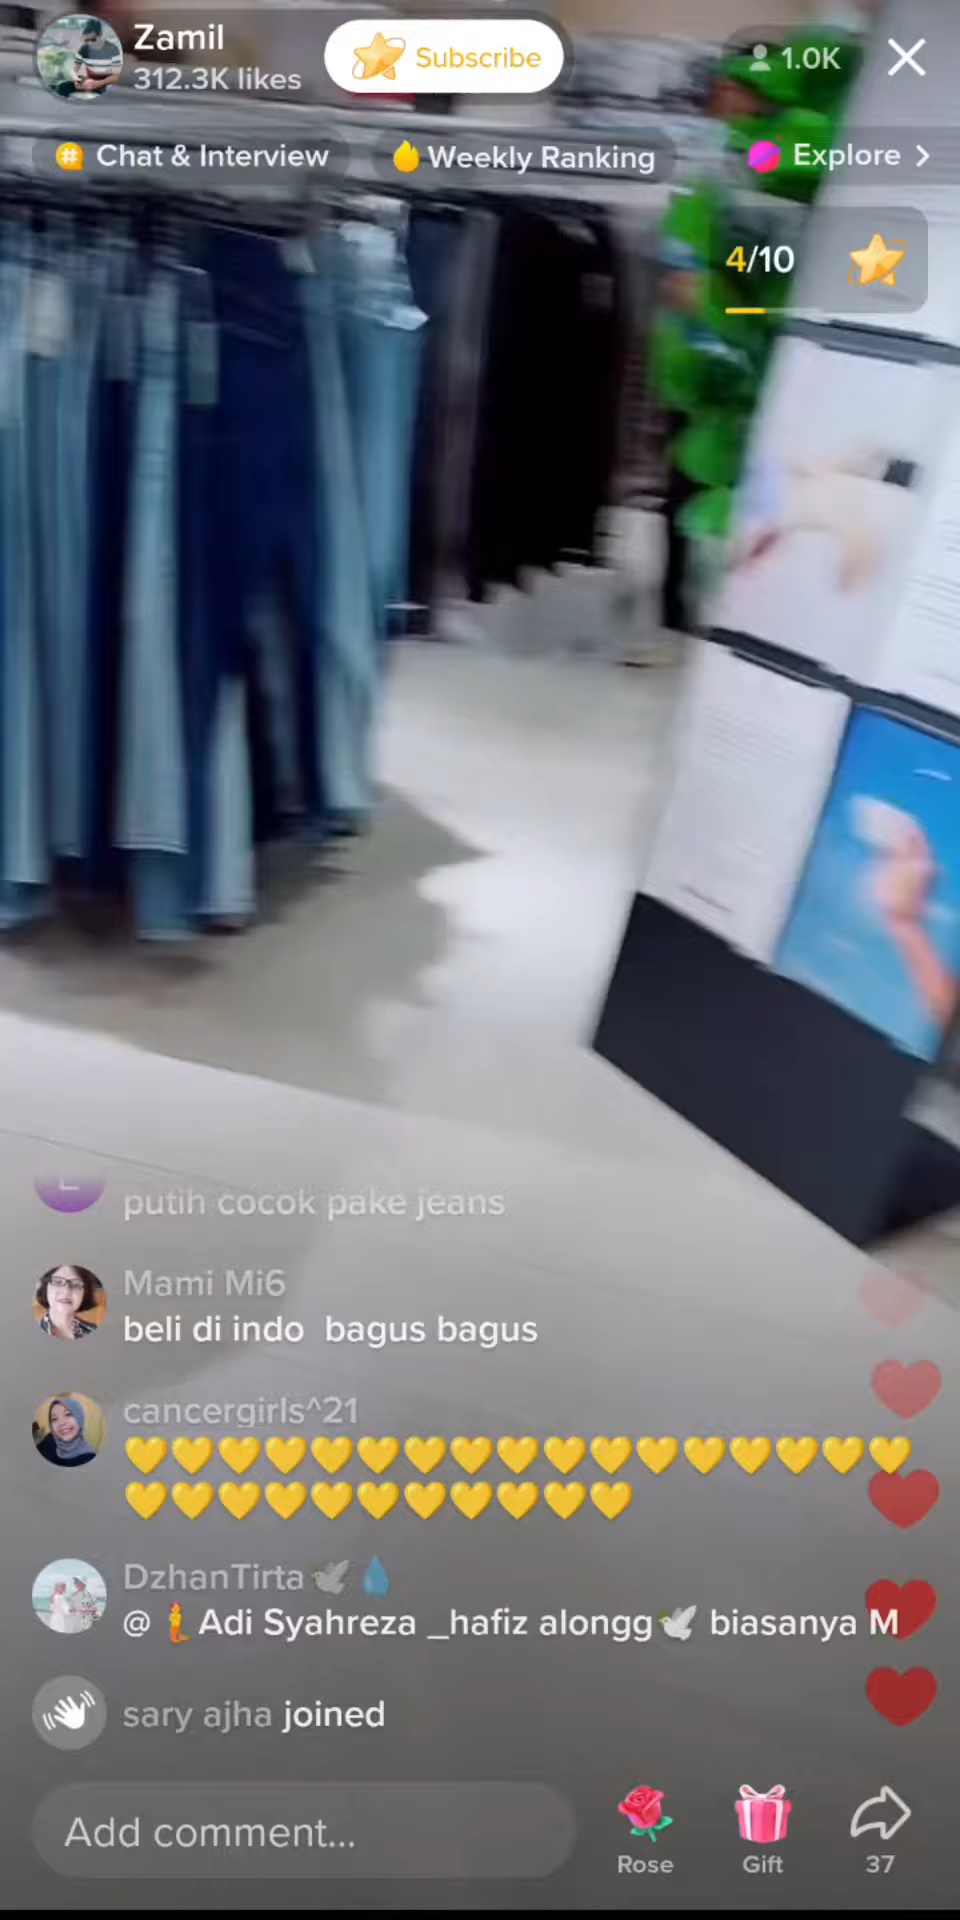 Zamil
312.3K likes
Subscribe
1.0K
Chat & Interview
Weekly Ranking
Explore >
4/10
putih cocok pake jeans
Mami Mi6
beli di indo bagus bagus
cancergirls^21
💛💛💛💛💛💛💛💛💛💛💛💛💛💛💛💛💛
💛💛💛💛💛💛💛💛💛💛💛
DzhanTirta🕊💧
@🧜Adi Syahreza _hafiz alongg🕊 biasanya M
sary ajha joined
Add comment...
Rose
Gift
37